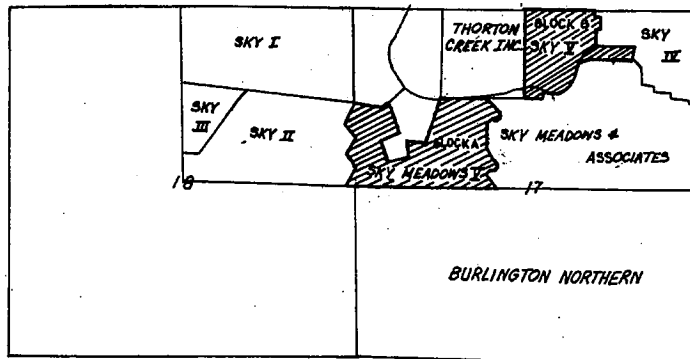 SKY I
THORTON
CREEK INC.
BLOCK B
SKY V
SKY
IV
SKY
III
SKY II
BLOCK A
SKY MEADOWS V
SKY MEADOWS &
ASSOCIATES
18
17
BURLINGTON NORTHERN